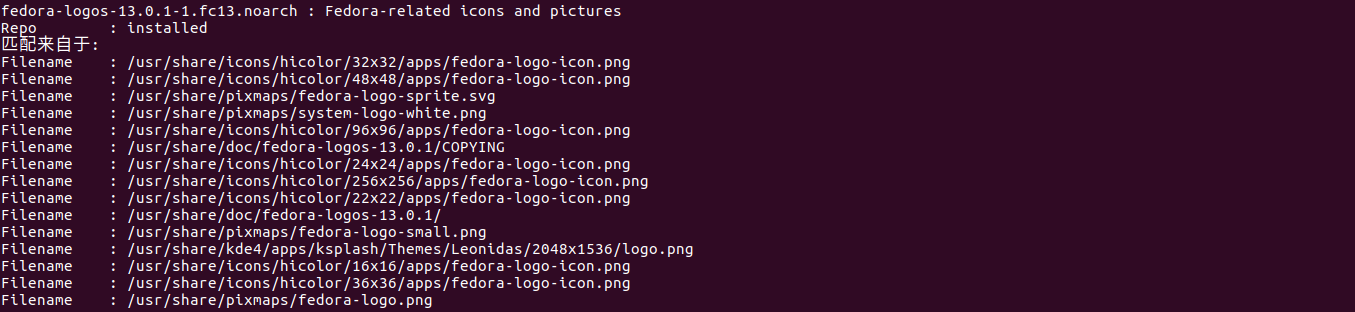 fedora-logos-13.0.1-1.fc13.noarch : Fedora-related icons and pictures
Repo        : installed
匹配来自于:
Filename    : /usr/share/icons/hicolor/32x32/apps/fedora-logo-icon.png
Filename    : /usr/share/icons/hicolor/48x48/apps/fedora-logo-icon.png
Filename    : /usr/share/pixmaps/fedora-logo-sprite.svg
Filename    : /usr/share/pixmaps/system-logo-white.png
Filename    : /usr/share/icons/hicolor/96x96/apps/fedora-logo-icon.png
Filename    : /usr/share/doc/fedora-logos-13.0.1/COPYING
Filename    : /usr/share/icons/hicolor/24x24/apps/fedora-logo-icon.png
Filename    : /usr/share/icons/hicolor/256x256/apps/fedora-logo-icon.png
Filename    : /usr/share/icons/hicolor/22x22/apps/fedora-logo-icon.png
Filename    : /usr/share/doc/fedora-logos-13.0.1/
Filename    : /usr/share/pixmaps/fedora-logo-small.png
Filename    : /usr/share/kde4/apps/ksplash/Themes/Leonidas/2048x1536/logo.png
Filename    : /usr/share/icons/hicolor/16x16/apps/fedora-logo-icon.png
Filename    : /usr/share/icons/hicolor/36x36/apps/fedora-logo-icon.png
Filename    : /usr/share/pixmaps/fedora-logo.png